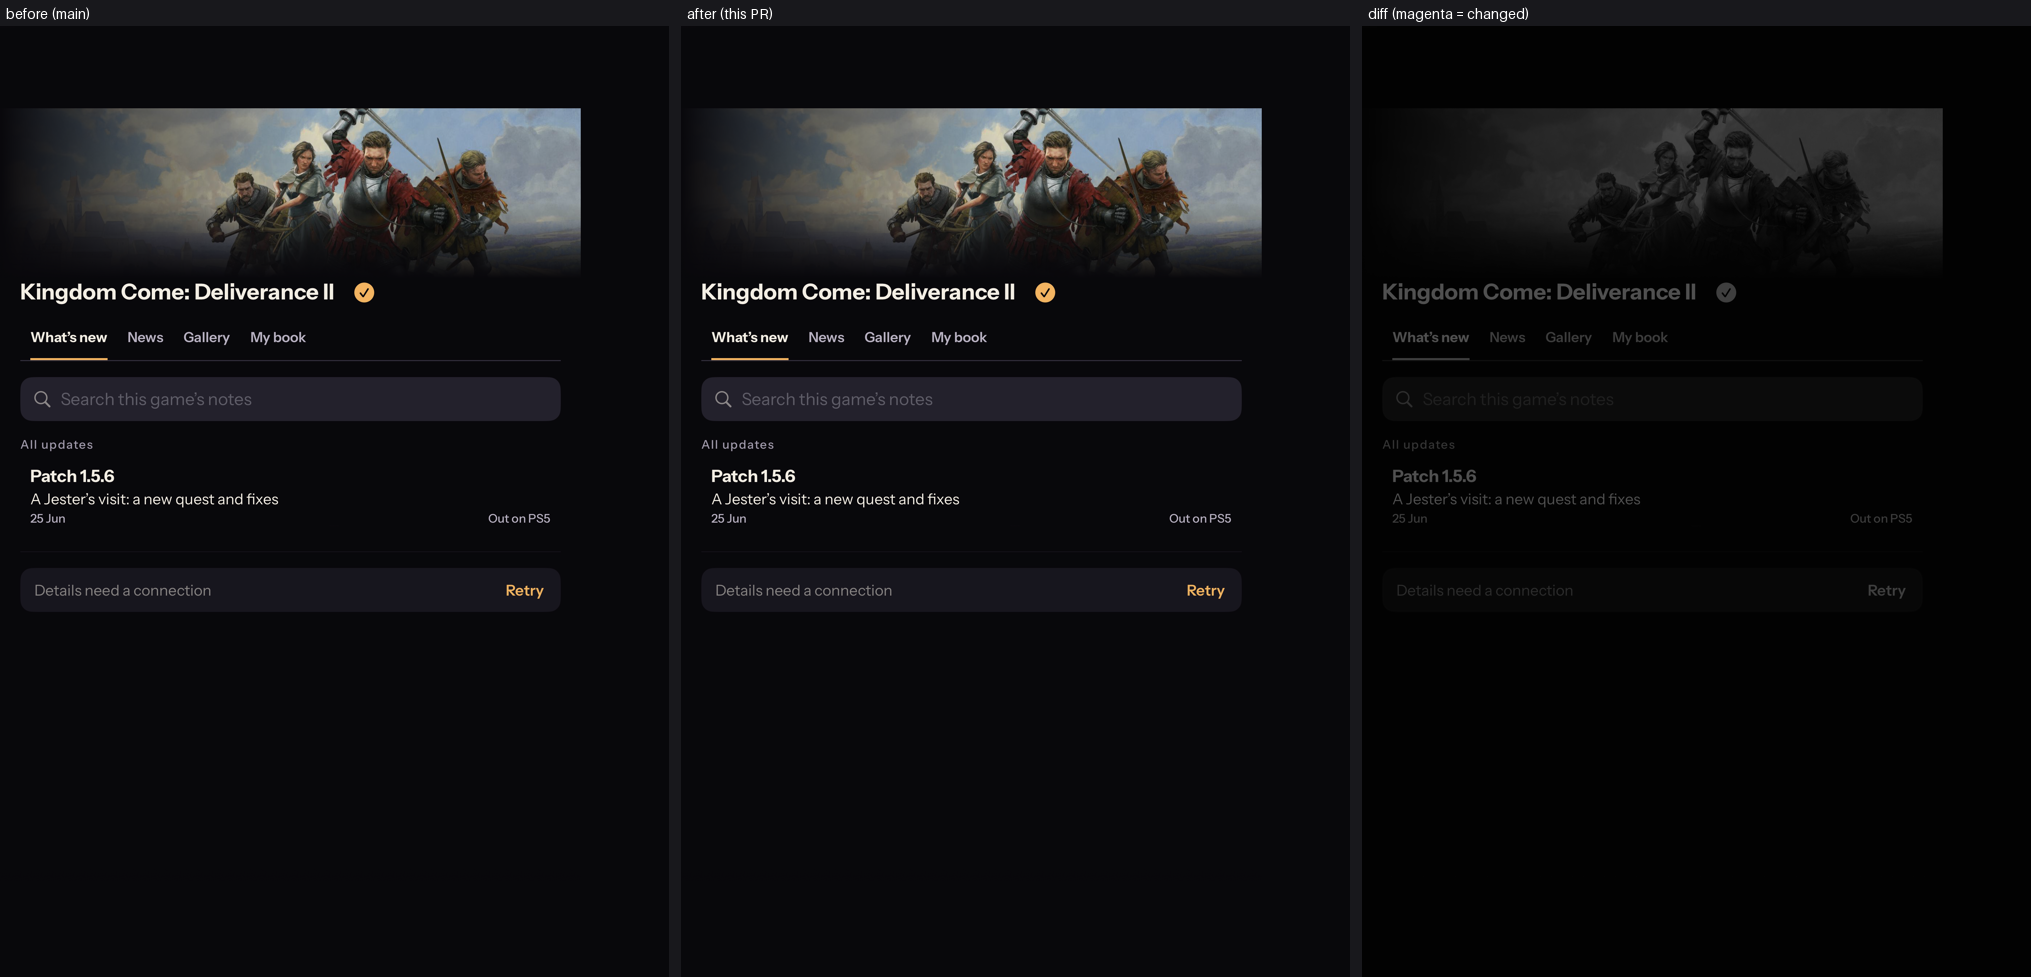 before (main)
Kingdom Come: Deliverance II
What's new News Gallery My book
Search this game's notes
All updates
Patch 1.5.6
A Jester's visit: a new quest and fixes
25 Jun Out on PS5
Details need a connection Retry
after (this PR)
Kingdom Come: Deliverance II
What's new News Gallery My book
Search this game's notes
All updates
Patch 1.5.6
A Jester's visit: a new quest and fixes
25 Jun Out on PS5
Details need a connection Retry
diff (magenta = changed)
Kingdom Come: Deliverance II
What's new News Gallery My book
Search this game's notes
All updates
Patch 1.5.6
A Jester's visit: a new quest and fixes
25 Jun Out on PS5
Details need a connection Retry